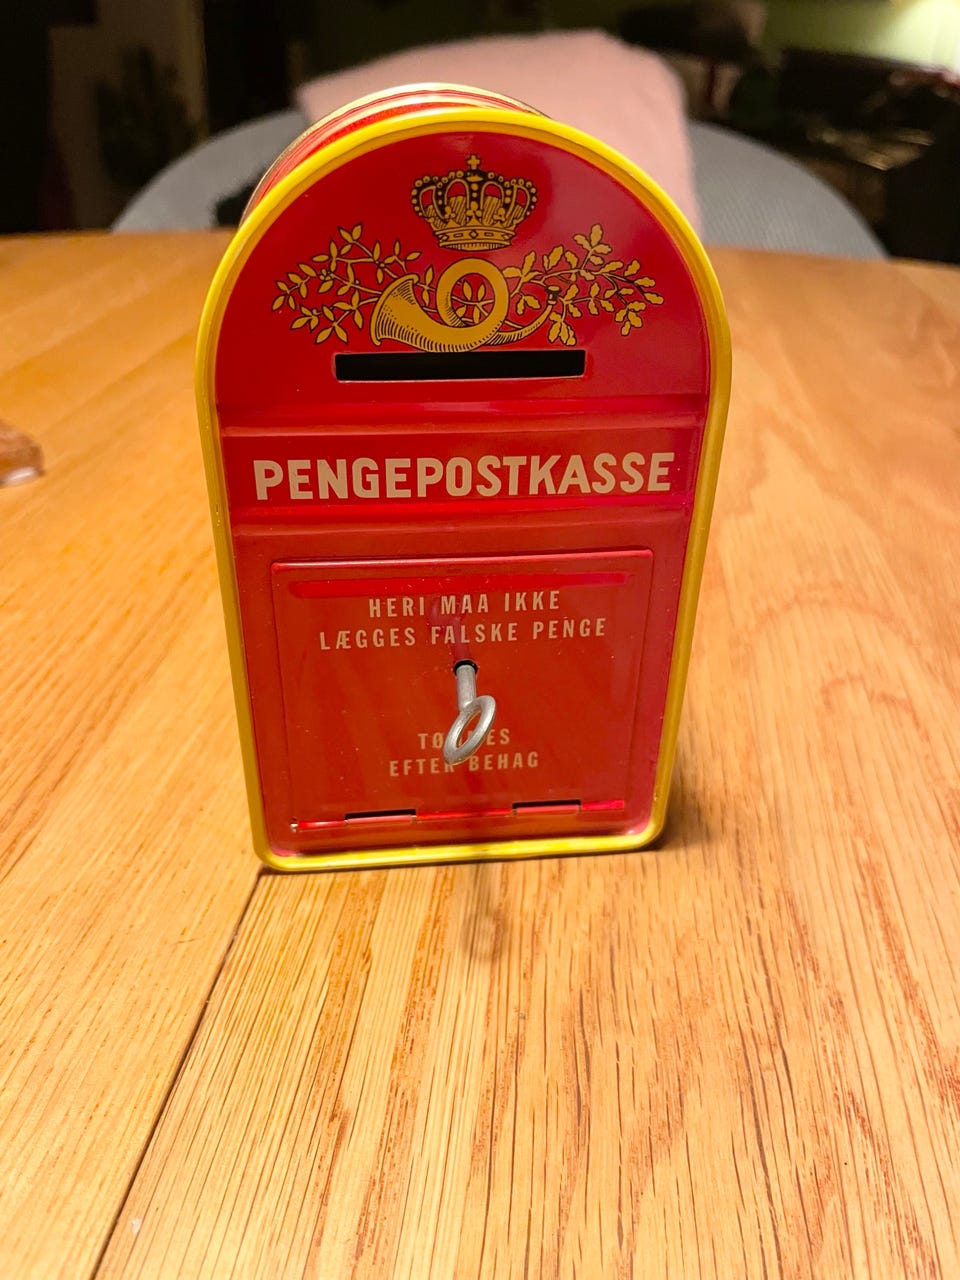 PENGEPOSTKASSE
HERI MAA IKKE
LÆGGES FALSKE PENGE
EFTER BEHAG